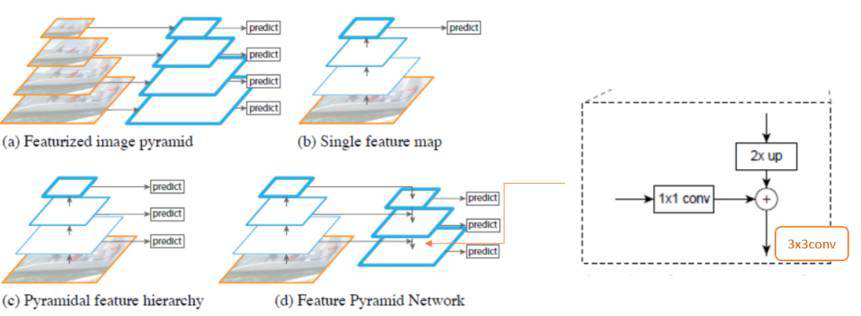 predict
predict
predict
predict
(a) Featurized image pyramid
predict
(b) Single feature map
predict
predict
predict
(c) Pyramidal feature hierarchy
predict
predict
predict
(d) Feature Pyramid Network
2x up
1x1 conv
+
3x3conv